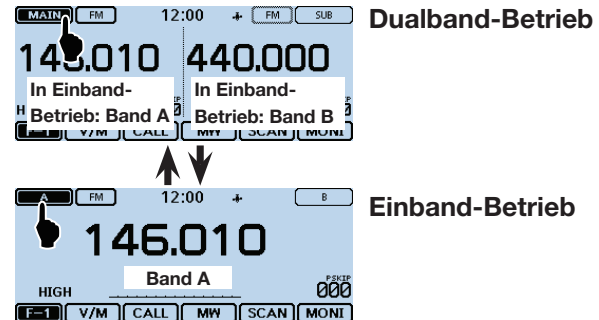 MAIN FM 12:00 FM SUB
Dualband-Betrieb
440.000
In Einband-
Betrieb: Band A
In Einband-
Betrieb: Band B
F-1 V/M CALL MW SCAN MONI
A FM 12:00 B
Einband-Betrieb
146.010
Band A
HIGH
PSKIP
000
F-1 V/M CALL MW SCAN MONI